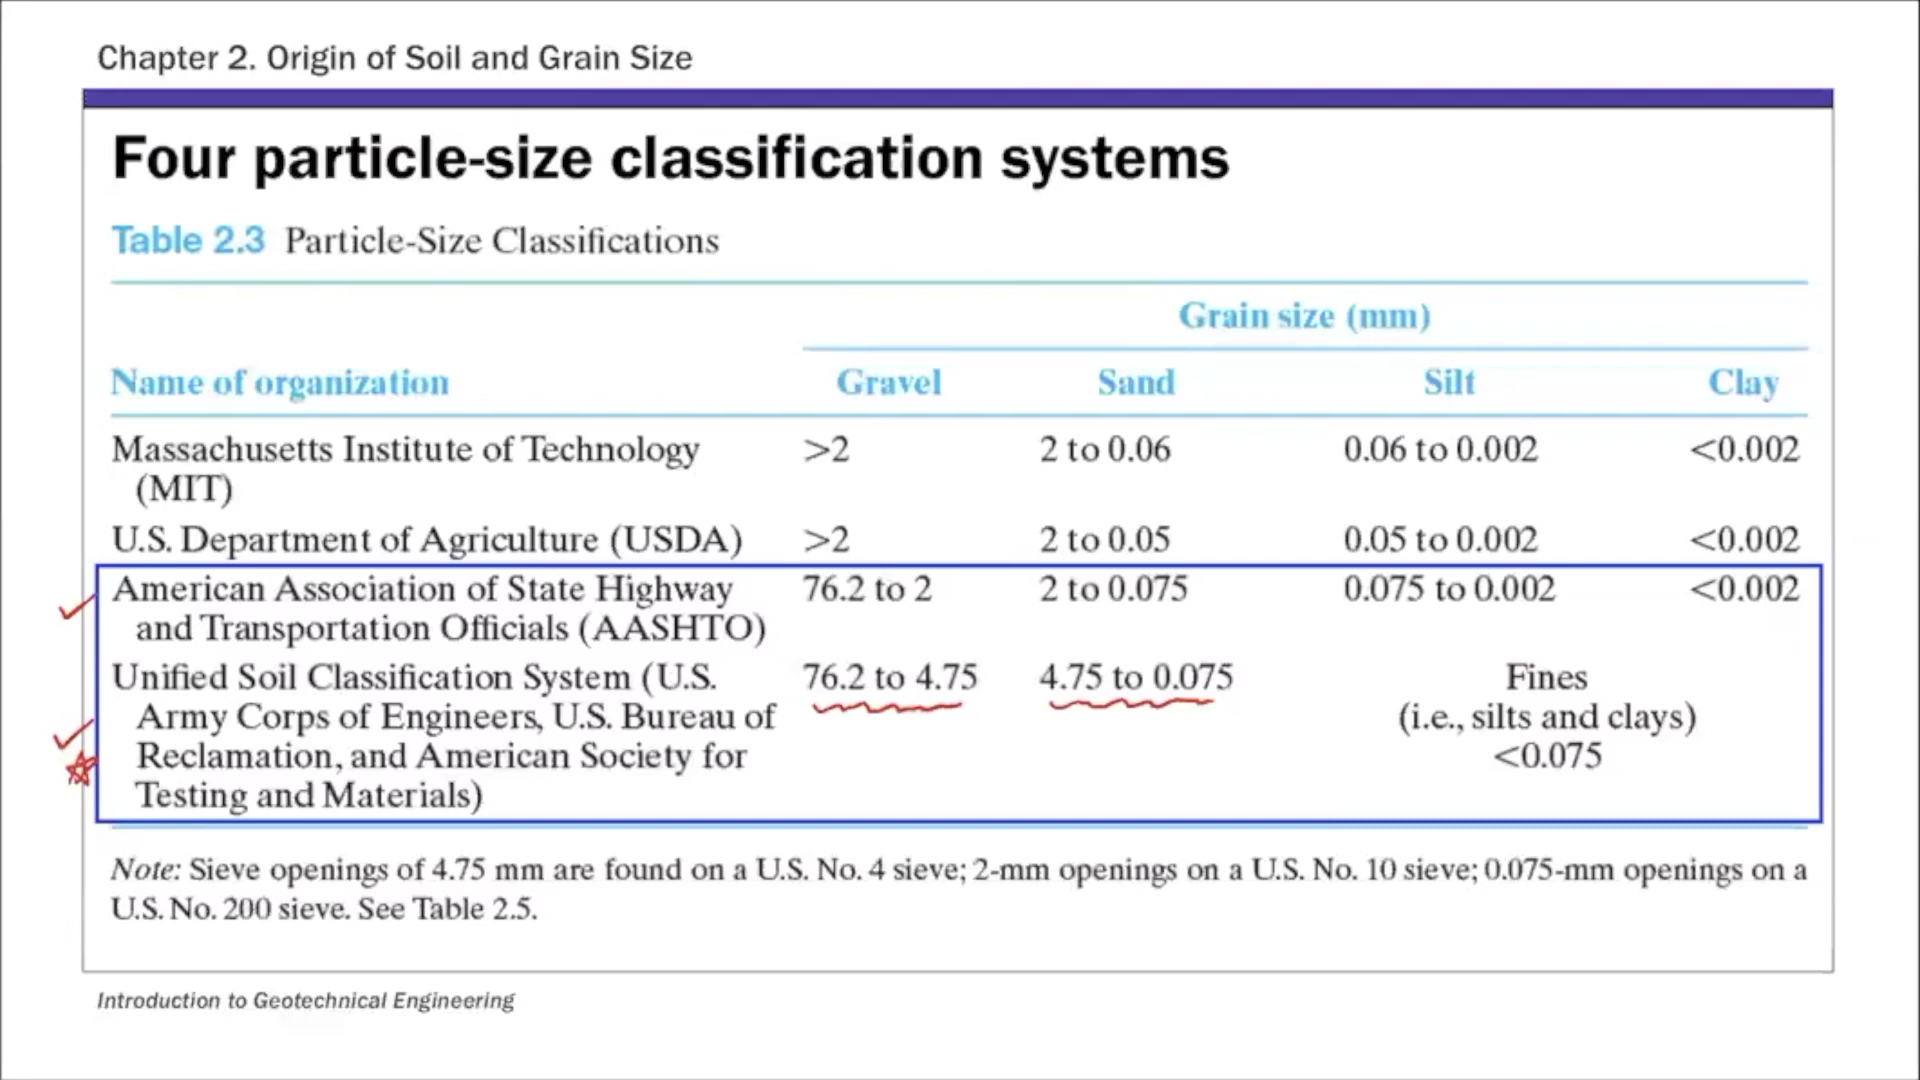 Chapter 2. Origin of Soil and Grain Size
Four particle-size classification systems
Table 2.3 Particle-Size Classifications
Grain size (mm)
Name of organization Gravel Sand Silt Clay
Massachusetts Institute of Technology >2 2 to 0.06 0.06 to 0.002 <0.002
(MIT)
U.S. Department of Agriculture (USDA) >2 2 to 0.05 0.05 to 0.002 <0.002
American Association of State Highway 76.2 to 2 2 to 0.075 0.075 to 0.002 <0.002
and Transportation Officials (AASHTO)
Unified Soil Classification System (U.S. 76.2 to 4.75 4.75 to 0.075 Fines
Army Corps of Engineers, U.S. Bureau of (i.e., silts and clays)
Reclamation, and American Society for <0.075
Testing and Materials)
Note: Sieve openings of 4.75 mm are found on a U.S. No. 4 sieve; 2-mm openings on a U.S. No. 10 sieve; 0.075-mm openings on a
U.S. No. 200 sieve. See Table 2.5.
Introduction to Geotechnical Engineering